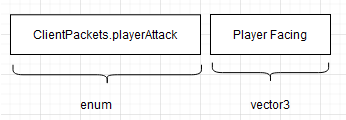 ClientPackets.playerAttack
Player Facing
enum
vector3